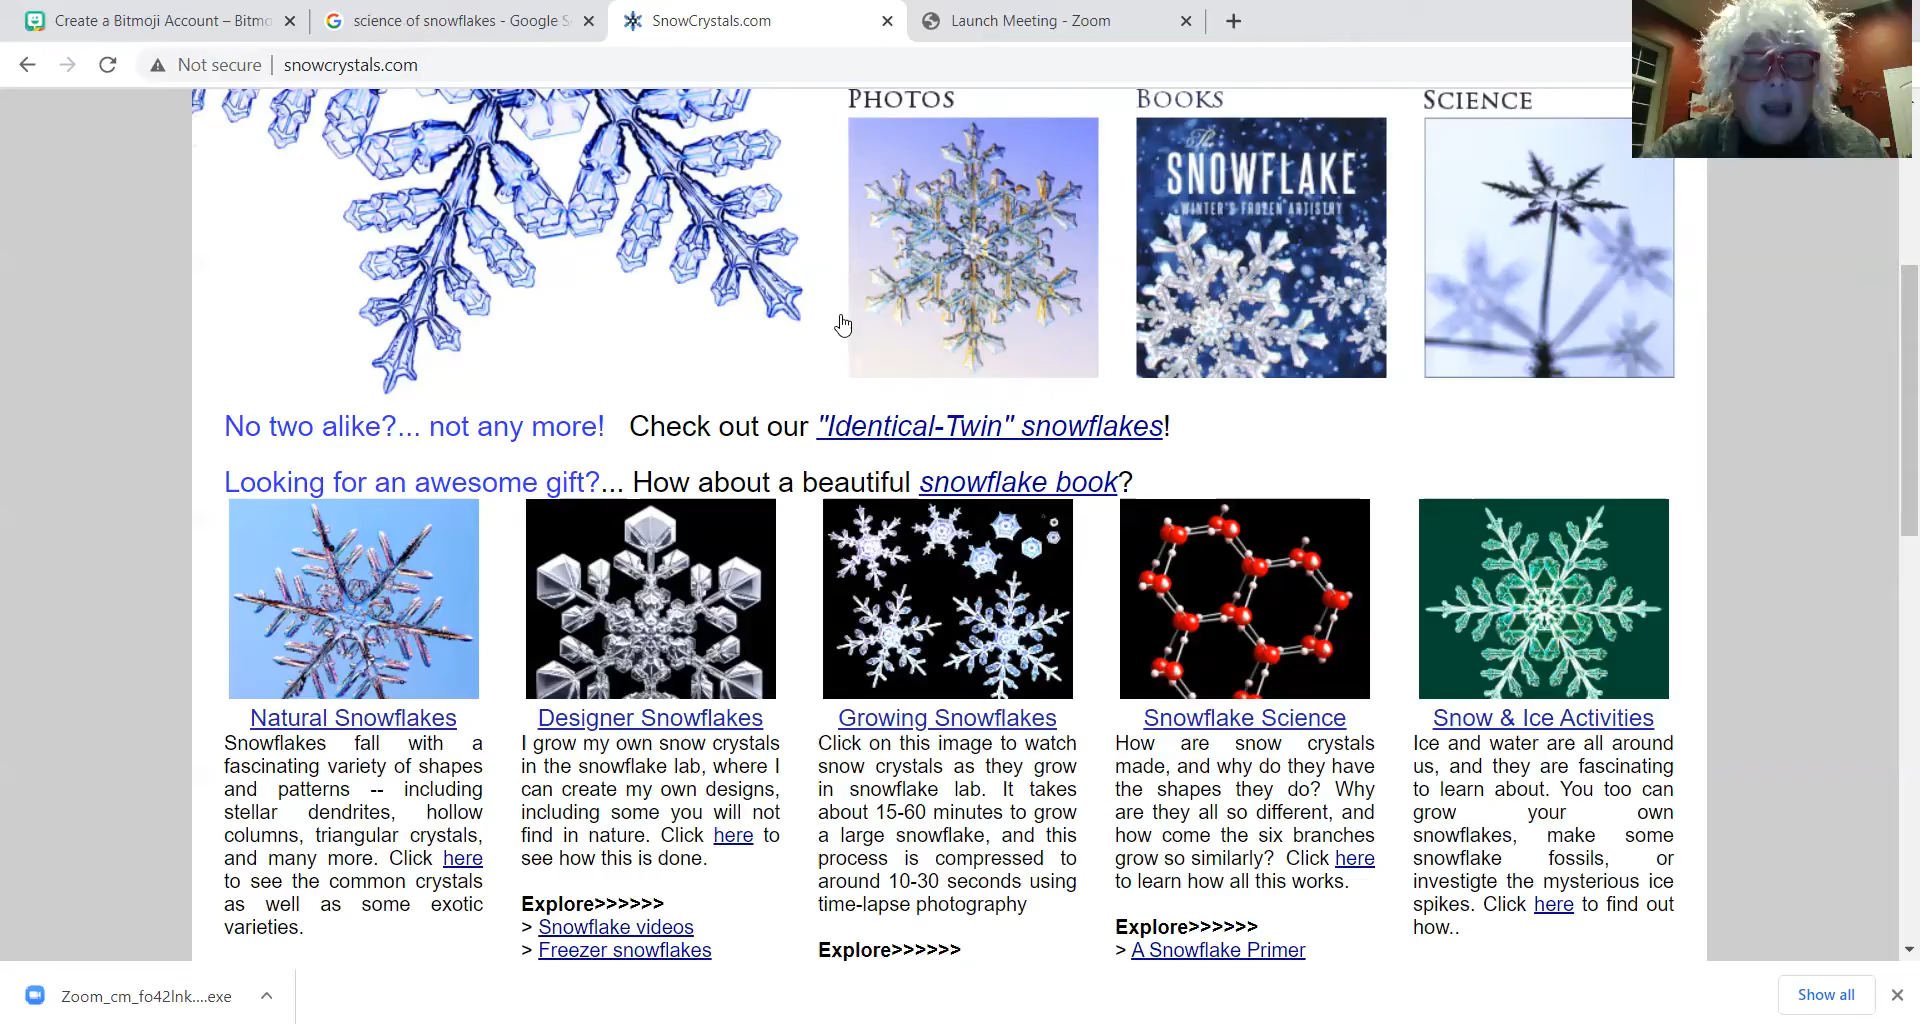 Create a Bitmoji Account – Bitmo
science of snowflakes - Google S
SnowCrystals.com
Launch Meeting - Zoom
Not secure
snowcrystals.com
PHOTOS
BOOKS
SCIENCE
The
SNOWFLAKE
WINTER'S FROZEN ARTISTRY
No two alike?... not any more! Check out our "Identical-Twin" snowflakes!
Looking for an awesome gift?... How about a beautiful snowflake book?
Natural Snowflakes
Snowflakes fall with a
fascinating variety of shapes
and patterns -- including
stellar dendrites, hollow
columns, triangular crystals,
and many more. Click here
to see the common crystals
as well as some exotic
varieties.
Designer Snowflakes
I grow my own snow crystals
in the snowflake lab, where I
can create my own designs,
including some you will not
find in nature. Click here to
see how this is done.
Explore>>>>>>
> Snowflake videos
> Freezer snowflakes
Growing Snowflakes
Click on this image to watch
snow crystals as they grow
in snowflake lab. It takes
about 15-60 minutes to grow
a large snowflake, and this
process is compressed to
around 10-30 seconds using
time-lapse photography
Explore>>>>>>
Snowflake Science
How are snow crystals
made, and why do they have
the shapes they do? Why
are they all so different, and
how come the six branches
grow so similarly? Click here
to learn how all this works.
Explore>>>>>>
> A Snowflake Primer
Snow & Ice Activities
Ice and water are all around
us, and they are fascinating
to learn about. You too can
grow your own
snowflakes, make some
snowflake fossils, or
investigte the mysterious ice
spikes. Click here to find out
how..
Zoom_cm_fo42lnk....exe
Show all